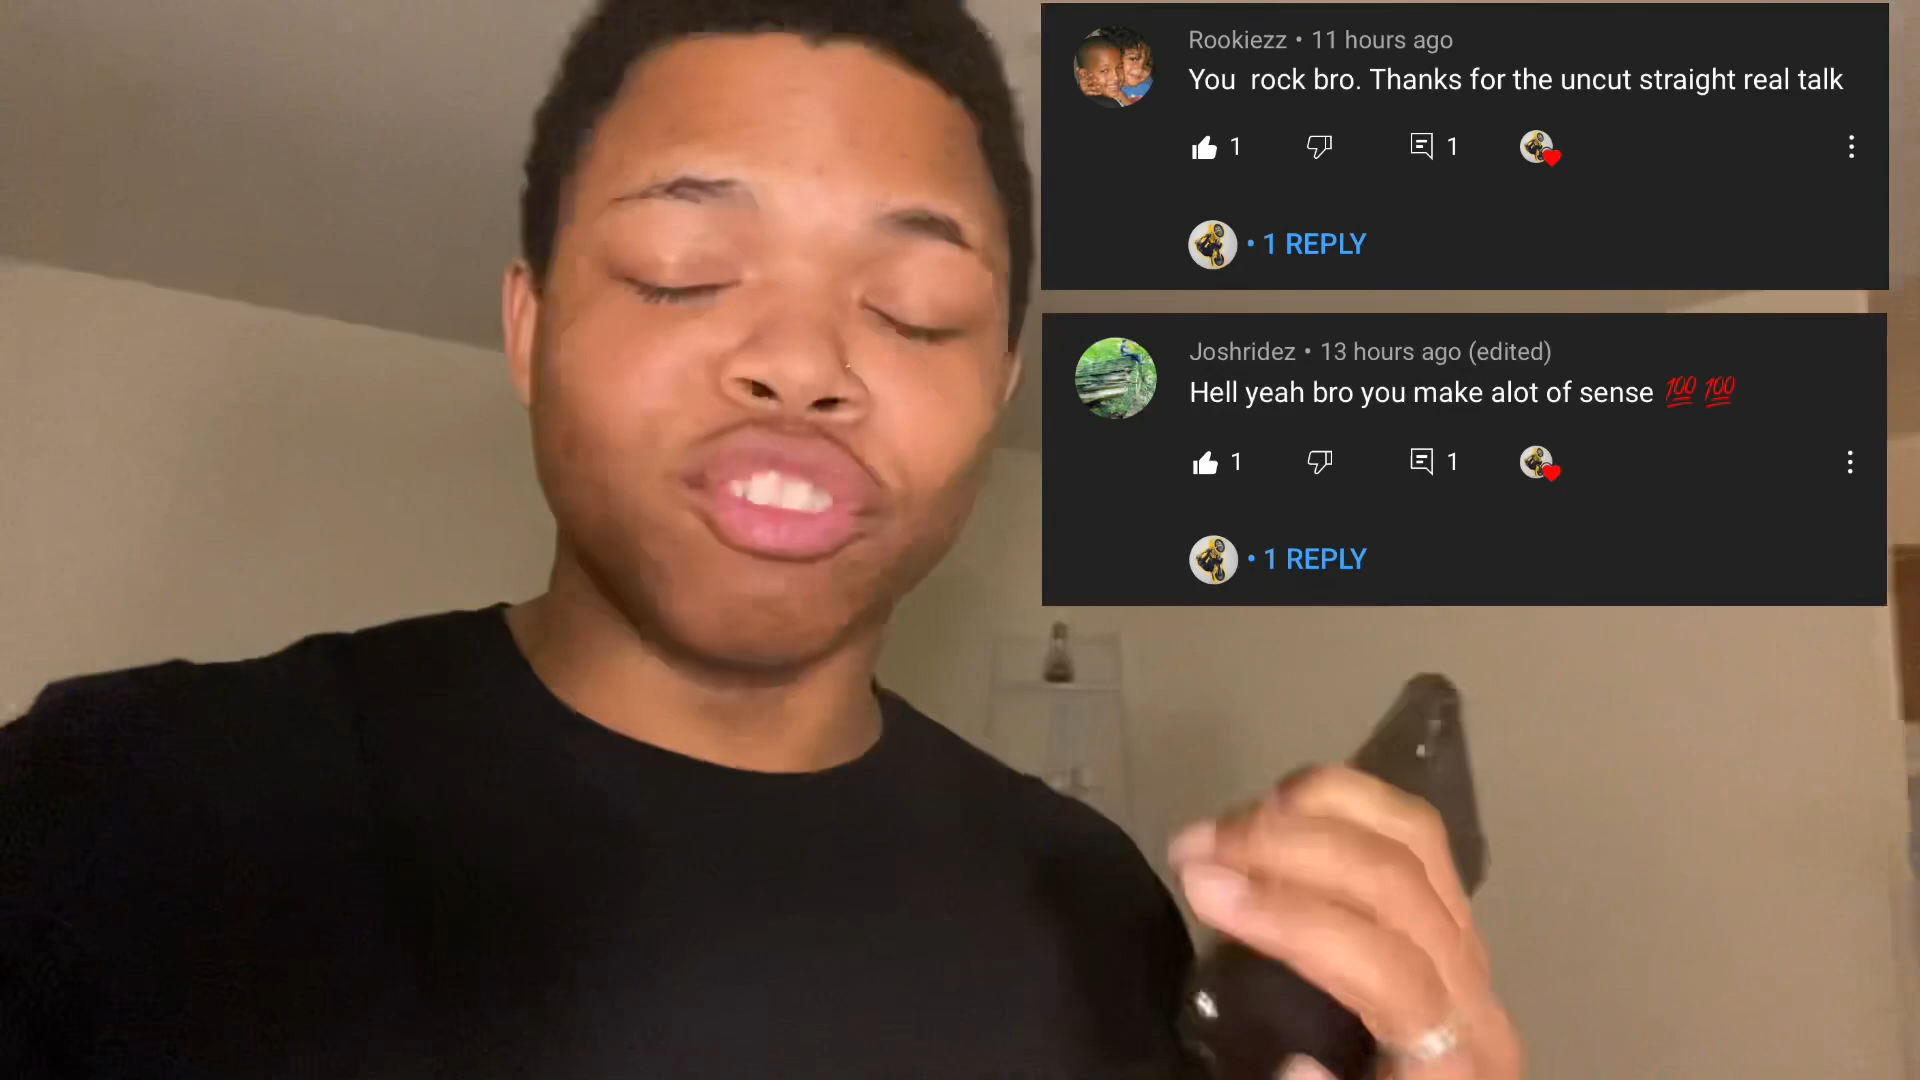 Rookiezz • 11 hours ago
You  rock bro. Thanks for the uncut straight real talk
1 1
• 1 REPLY
Joshridez • 13 hours ago (edited)
Hell yeah bro you make alot of sense 💯💯
1 1
• 1 REPLY